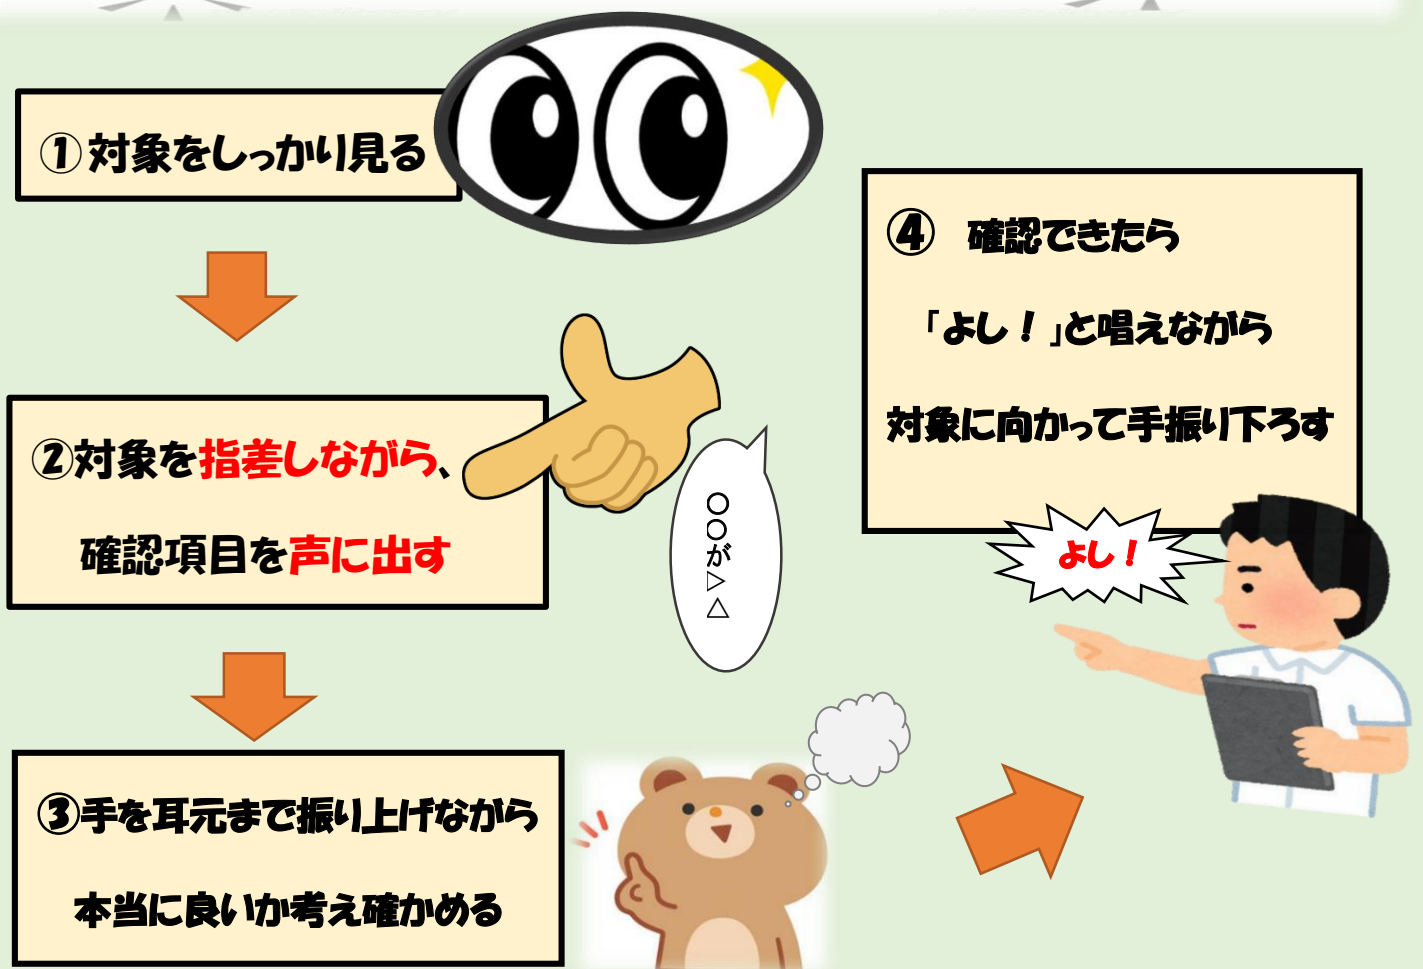 ①対象をしっかり見る
②対象を指差しながら、
確認項目を声に出す
〇〇が▷△
③手を耳元まで振り上げながら
本当に良いか考え確かめる
④ 確認できたら
「よし！」と唱えながら
対象に向かって手振り下ろす
よし！